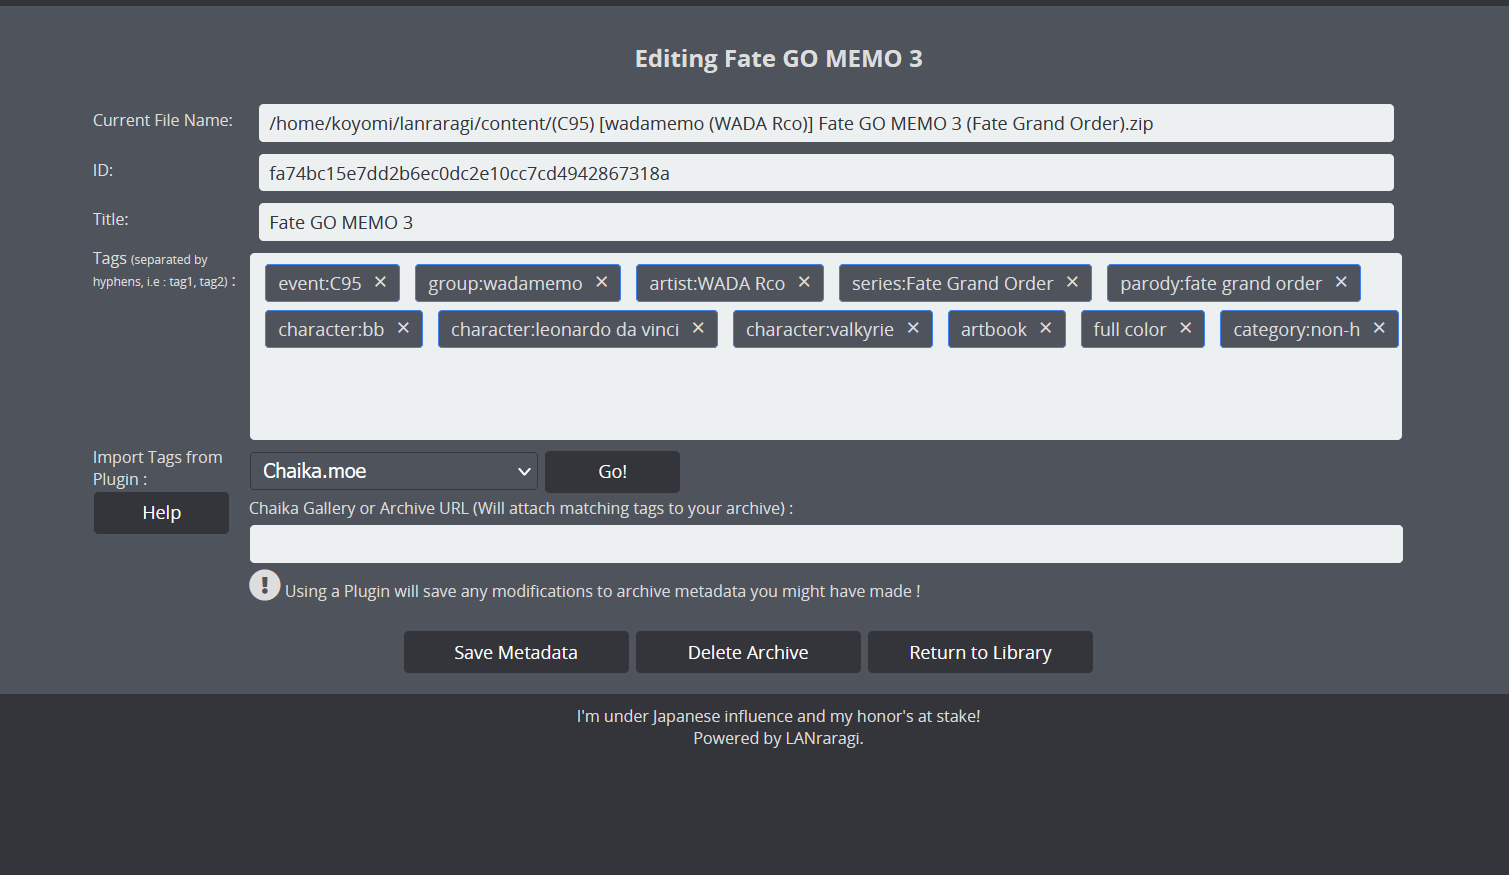 Editing Fate GO MEMO 3
Current File Name:
/home/koyomi/lanraragi/content/(C95) [wadamemo (WADA Rco)] Fate GO MEMO 3 (Fate Grand Order).zip
ID:
fa74bc15e7dd2b6ec0dc2e10cc7cd4942867318a
Title:
Fate GO MEMO 3
Tags (separated by
hyphens, i.e : tag1, tag2) :
event:C95 ✕ group:wadamemo ✕ artist:WADA Rco ✕ series:Fate Grand Order ✕ parody:fate grand order ✕
character:bb ✕ character:leonardo da vinci ✕ character:valkyrie ✕ artbook ✕ full color ✕ category:non-h ✕
Import Tags from
Plugin :
Chaika.moe
Go!
Help
Chaika Gallery or Archive URL (Will attach matching tags to your archive) :
! Using a Plugin will save any modifications to archive metadata you might have made !
Save Metadata Delete Archive Return to Library
I'm under Japanese influence and my honor's at stake!
Powered by LANraragi.